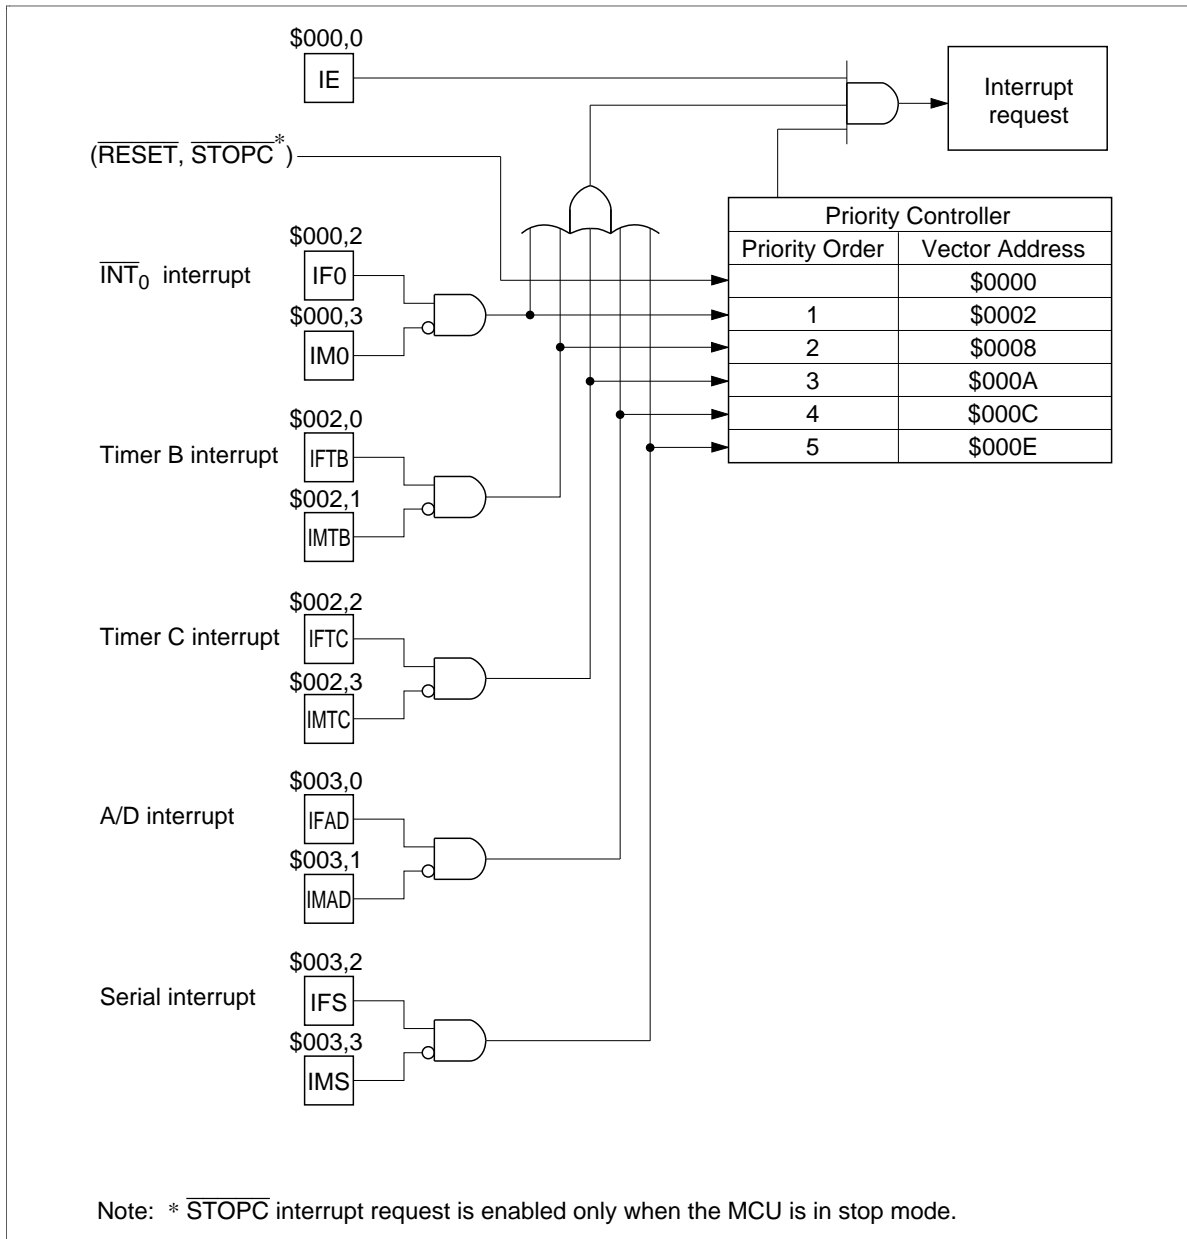 $000,0
IE
Interrupt
request
(RESET, STOPC*)
Priority Controller
Priority Order Vector Address
$0000
1 $0002
2 $0008
3 $000A
4 $000C
5 $000E
INT0 interrupt
$000,2
IF0
$000,3
IM0
Timer B interrupt
$002,0
IFTB
$002,1
IMTB
Timer C interrupt
$002,2
IFTC
$002,3
IMTC
A/D interrupt
$003,0
IFAD
$003,1
IMAD
Serial interrupt
$003,2
IFS
$003,3
IMS
Note: * STOPC interrupt request is enabled only when the MCU is in stop mode.